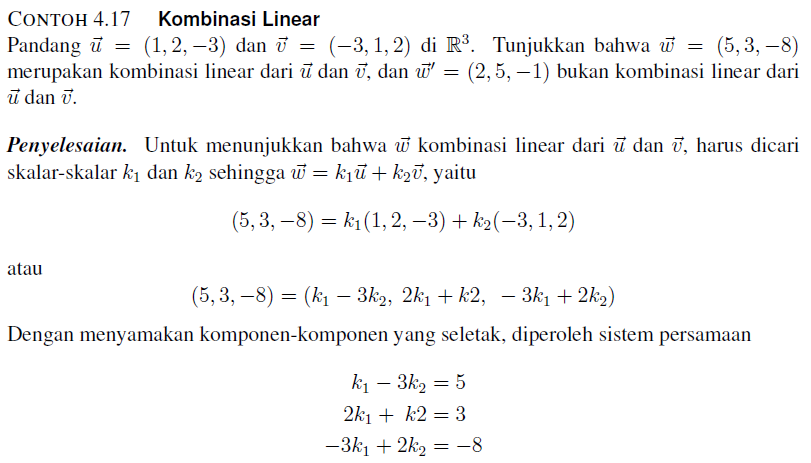 CONTOH 4.17 Kombinasi Linear
Pandang u⃗ = (1, 2, −3) dan v⃗ = (−3, 1, 2) di ℝ³. Tunjukkan bahwa w⃗ = (5, 3, −8)
merupakan kombinasi linear dari u⃗ dan v⃗, dan w⃗′ = (2, 5, −1) bukan kombinasi linear dari
u⃗ dan v⃗.
Penyelesaian. Untuk menunjukkan bahwa w⃗ kombinasi linear dari u⃗ dan v⃗, harus dicari
skalar-skalar k₁ dan k₂ sehingga w⃗ = k₁u⃗ + k₂v⃗, yaitu
(5, 3, −8) = k₁(1, 2, −3) + k₂(−3, 1, 2)
atau
(5, 3, −8) = (k₁ − 3k₂, 2k₁ + k2, − 3k₁ + 2k₂)
Dengan menyamakan komponen-komponen yang seletak, diperoleh sistem persamaan
k₁ − 3k₂ = 5
2k₁ + k2 = 3
−3k₁ + 2k₂ = −8